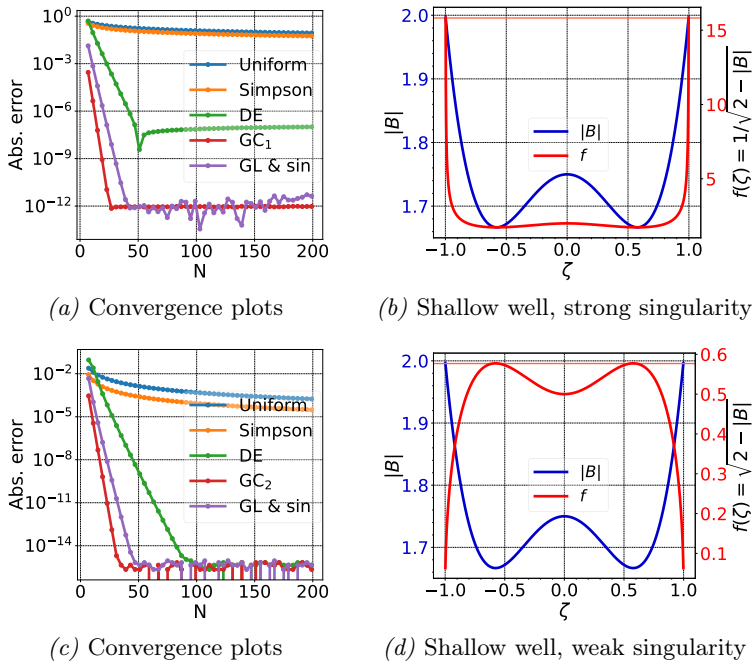 10^0
10^{-3}
10^{-6}
10^{-9}
10^{-12}
Abs. error
0 50 100 150 200
N
Uniform
Simpson
DE
GC_1
GL & sin
(a) Convergence plots
2.0
1.9
1.8
1.7
|B|
−1.0 −0.5 0.0 0.5 1.0
ζ
|B|
f
15
10
5
f(ζ) = 1/√2 − |B|
(b) Shallow well, strong singularity
10^{-2}
10^{-5}
10^{-8}
10^{-11}
10^{-14}
Abs. error
0 50 100 150 200
N
Uniform
Simpson
DE
GC_2
GL & sin
(c) Convergence plots
2.0
1.9
1.8
1.7
|B|
−1.0 −0.5 0.0 0.5 1.0
ζ
|B|
f
0.6
0.5
0.4
0.3
0.2
0.1
f(ζ) = √2 − |B|
(d) Shallow well, weak singularity